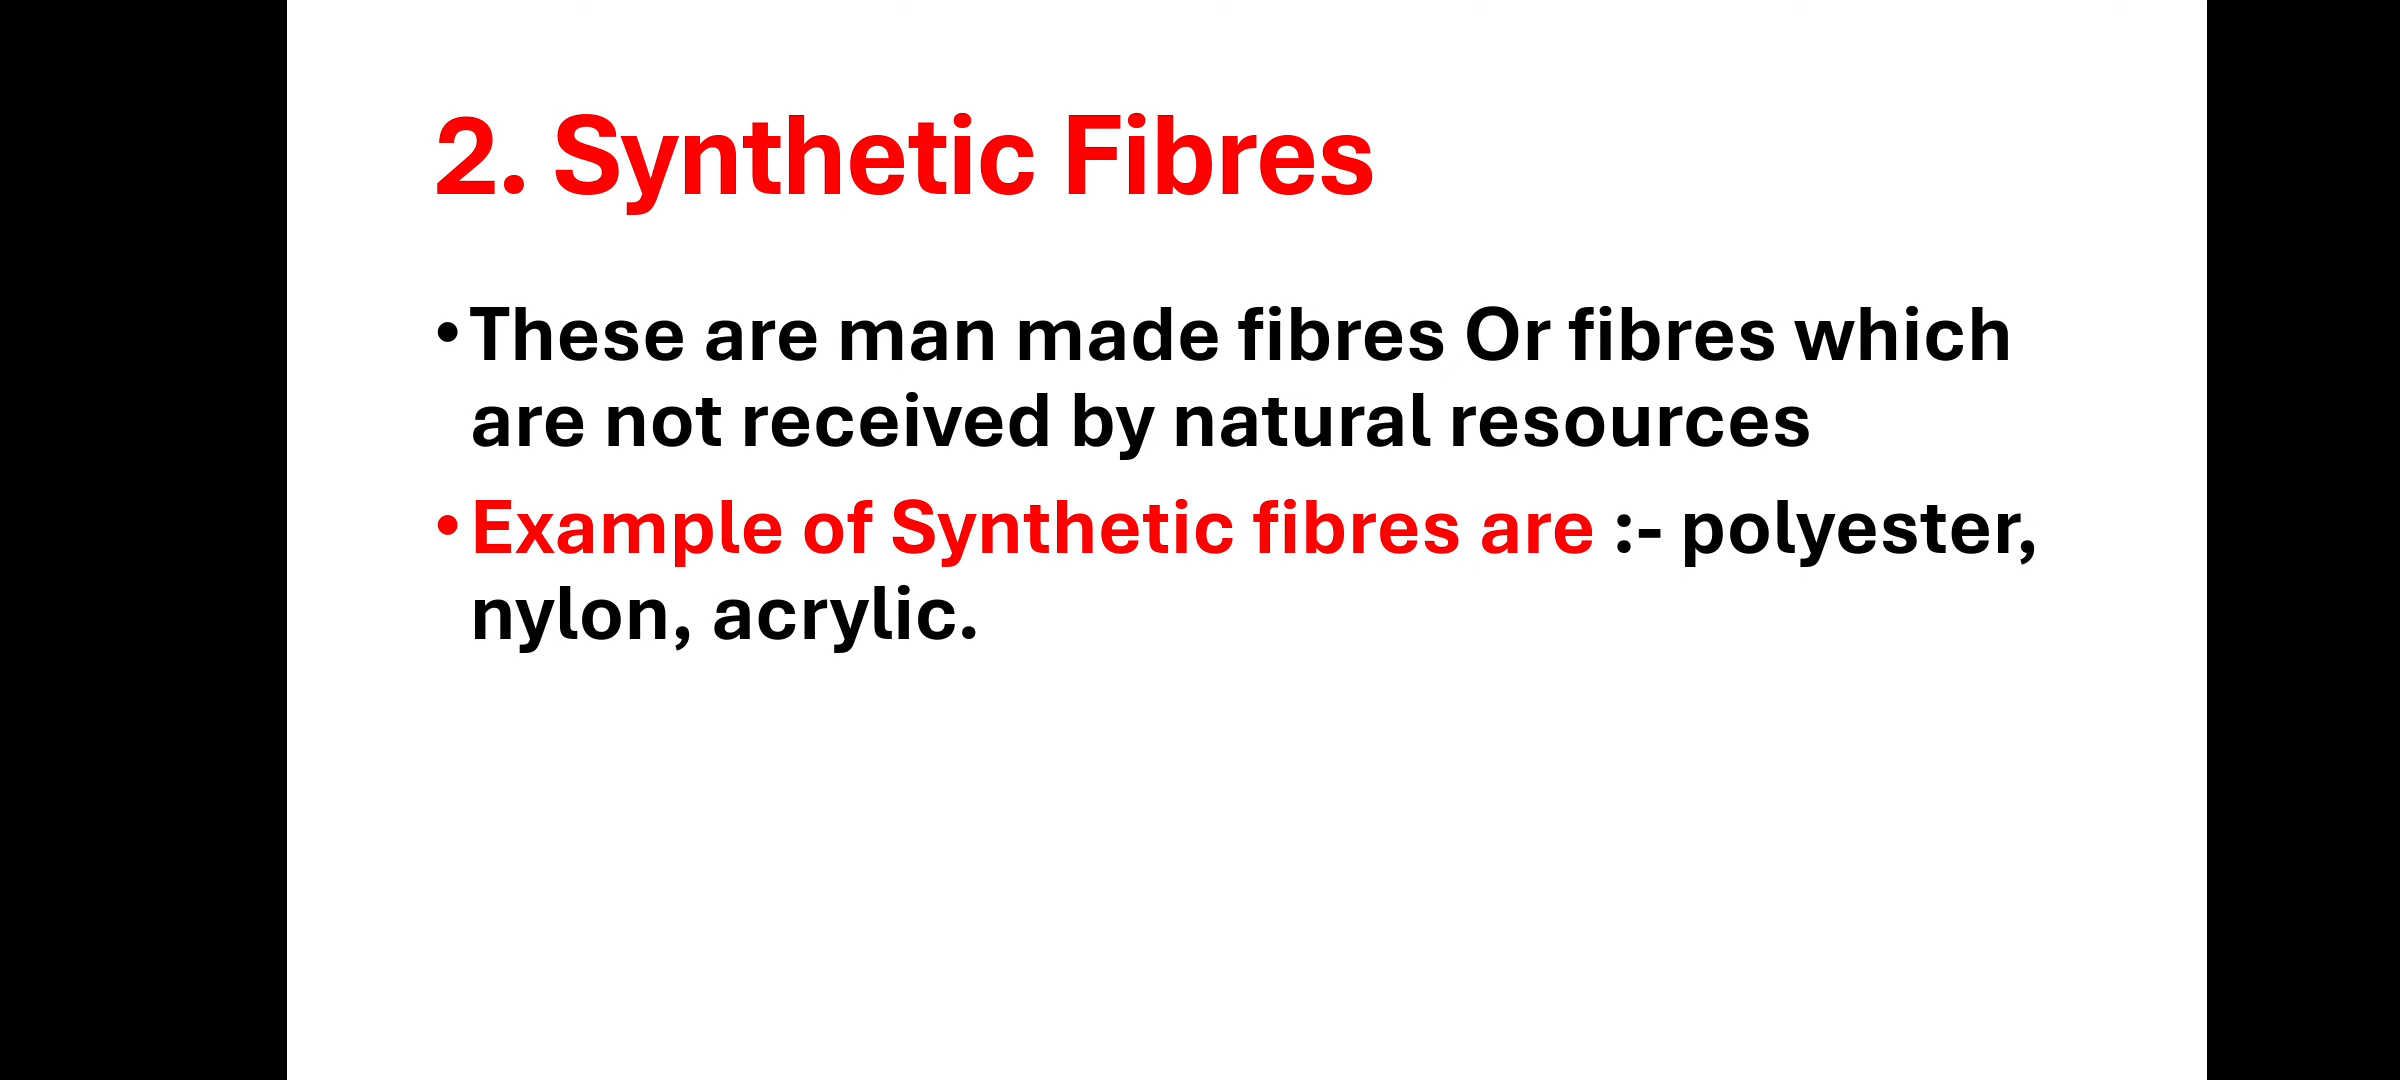 2. Synthetic Fibres
•These are man made fibres Or fibres which
are not received by natural resources
•Example of Synthetic fibres are :- polyester,
nylon, acrylic.